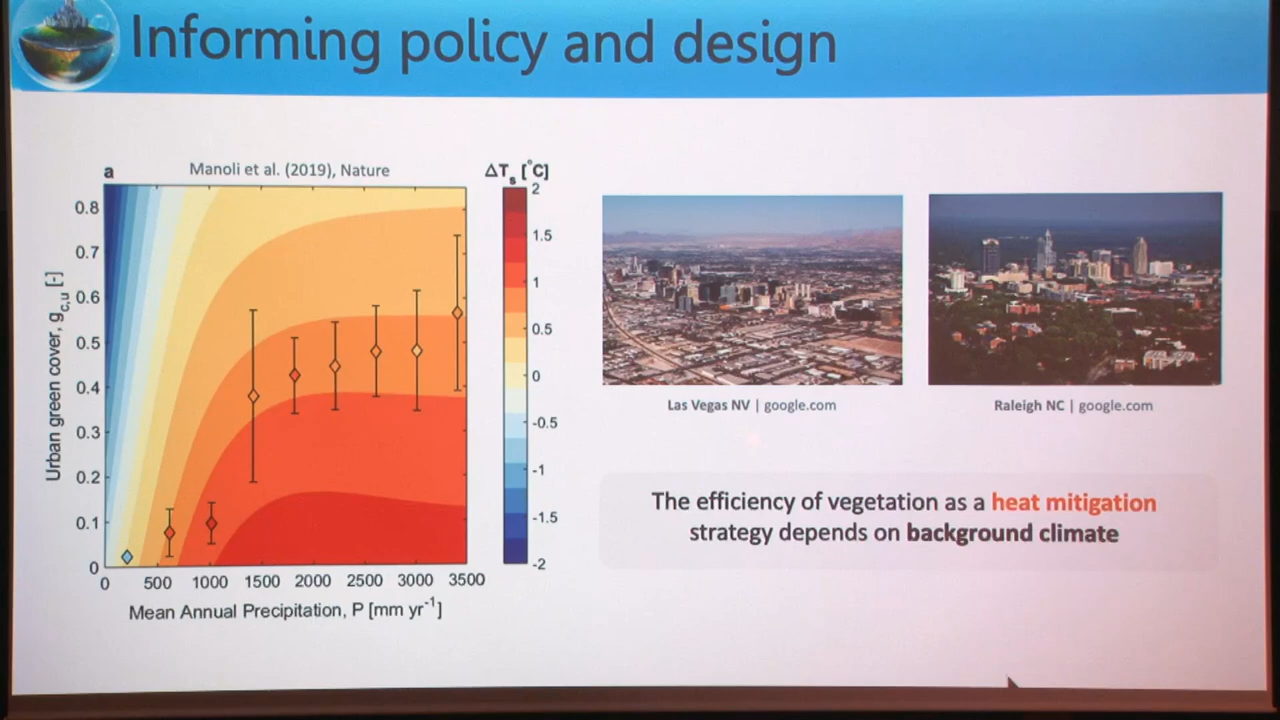 Informing policy and design
a
Manoli et al. (2019), Nature
ΔTs [°C]
2
1.5
1
0.5
0
-0.5
-1
-1.5
-2
Urban green cover, gc,u [-]
0.8
0.7
0.6
0.5
0.4
0.3
0.2
0.1
0
0 500 1000 1500 2000 2500 3000 3500
Mean Annual Precipitation, P [mm yr-1]
Las Vegas NV | google.com
Raleigh NC | google.com
The efficiency of vegetation as a heat mitigation
strategy depends on background climate